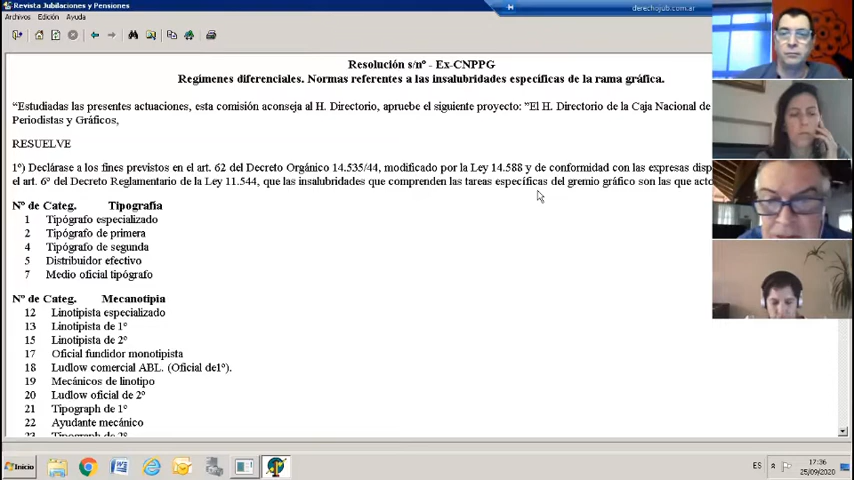 Revista Jubilaciones y Pensiones
derechojub.com.ar
Archivos Edición Ayuda
Resolución s/nº - Ex-CNPPG
Regímenes diferenciales. Normas referentes a las insalubridades específicas de la rama gráfica.
“Estudiadas las presentes actuaciones, esta comisión aconseja al H. Directorio, apruebe el siguiente proyecto: ”El H. Directorio de la Caja Nacional de
Periodistas y Gráficos,
RESUELVE
1º) Declárase a los fines previstos en el art. 62 del Decreto Orgánico 14.535/44, modificado por la Ley 14.588 y de conformidad con las expresas disp
el art. 6º del Decreto Reglamentario de la Ley 11.544, que las insalubridades que comprenden las tareas específicas del gremio gráfico son las que acto
Nº de Categ. Tipografía
1 Tipógrafo especializado
2 Tipógrafo de primera
4 Tipógrafo de segunda
5 Distribuidor efectivo
7 Medio oficial tipógrafo
Nº de Categ. Mecanotipia
12 Linotipista especializado
13 Linotipista de 1º
15 Linotipista de 2º
17 Oficial fundidor monotipista
18 Ludlow comercial ABL. (Oficial de1º).
19 Mecánicos de linotipo
20 Ludlow oficial de 2º
21 Tipograph de 1º
22 Ayudante mecánico
23 Tipograph de 2º
Inicio
ES
17:36
25/09/2020